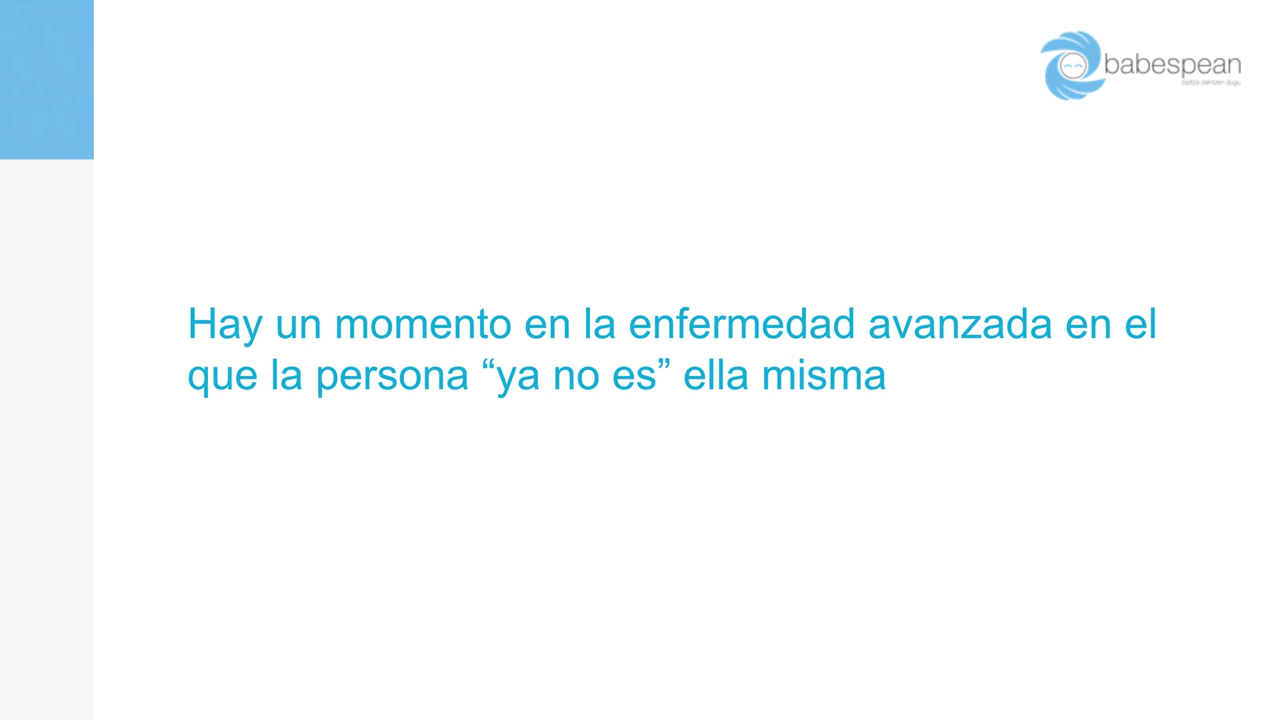 babespean
Hay un momento en la enfermedad avanzada en el
que la persona “ya no es” ella misma